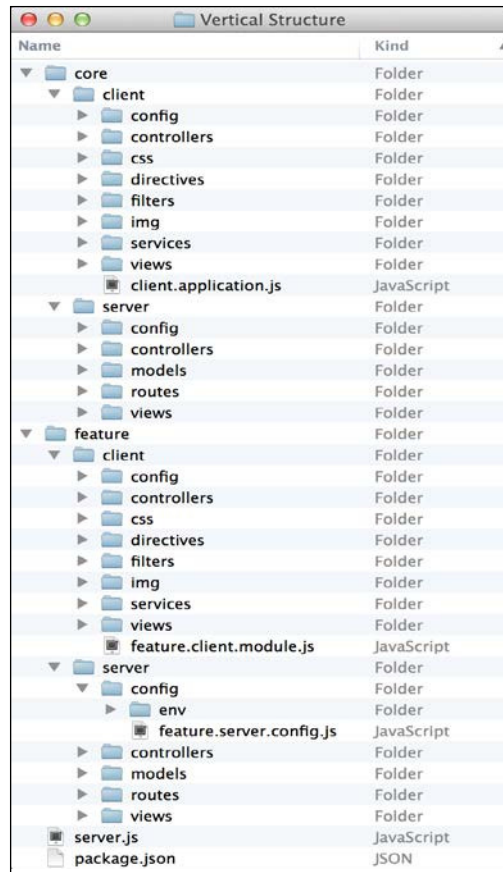 Vertical Structure
Name Kind
core Folder
client Folder
config Folder
controllers Folder
css Folder
directives Folder
filters Folder
img Folder
services Folder
views Folder
client.application.js JavaScript
server Folder
config Folder
controllers Folder
models Folder
routes Folder
views Folder
feature Folder
client Folder
config Folder
controllers Folder
css Folder
directives Folder
filters Folder
img Folder
services Folder
views Folder
feature.client.module.js JavaScript
server Folder
config Folder
env Folder
feature.server.config.js JavaScript
controllers Folder
models Folder
routes Folder
views Folder
server.js JavaScript
package.json JSON